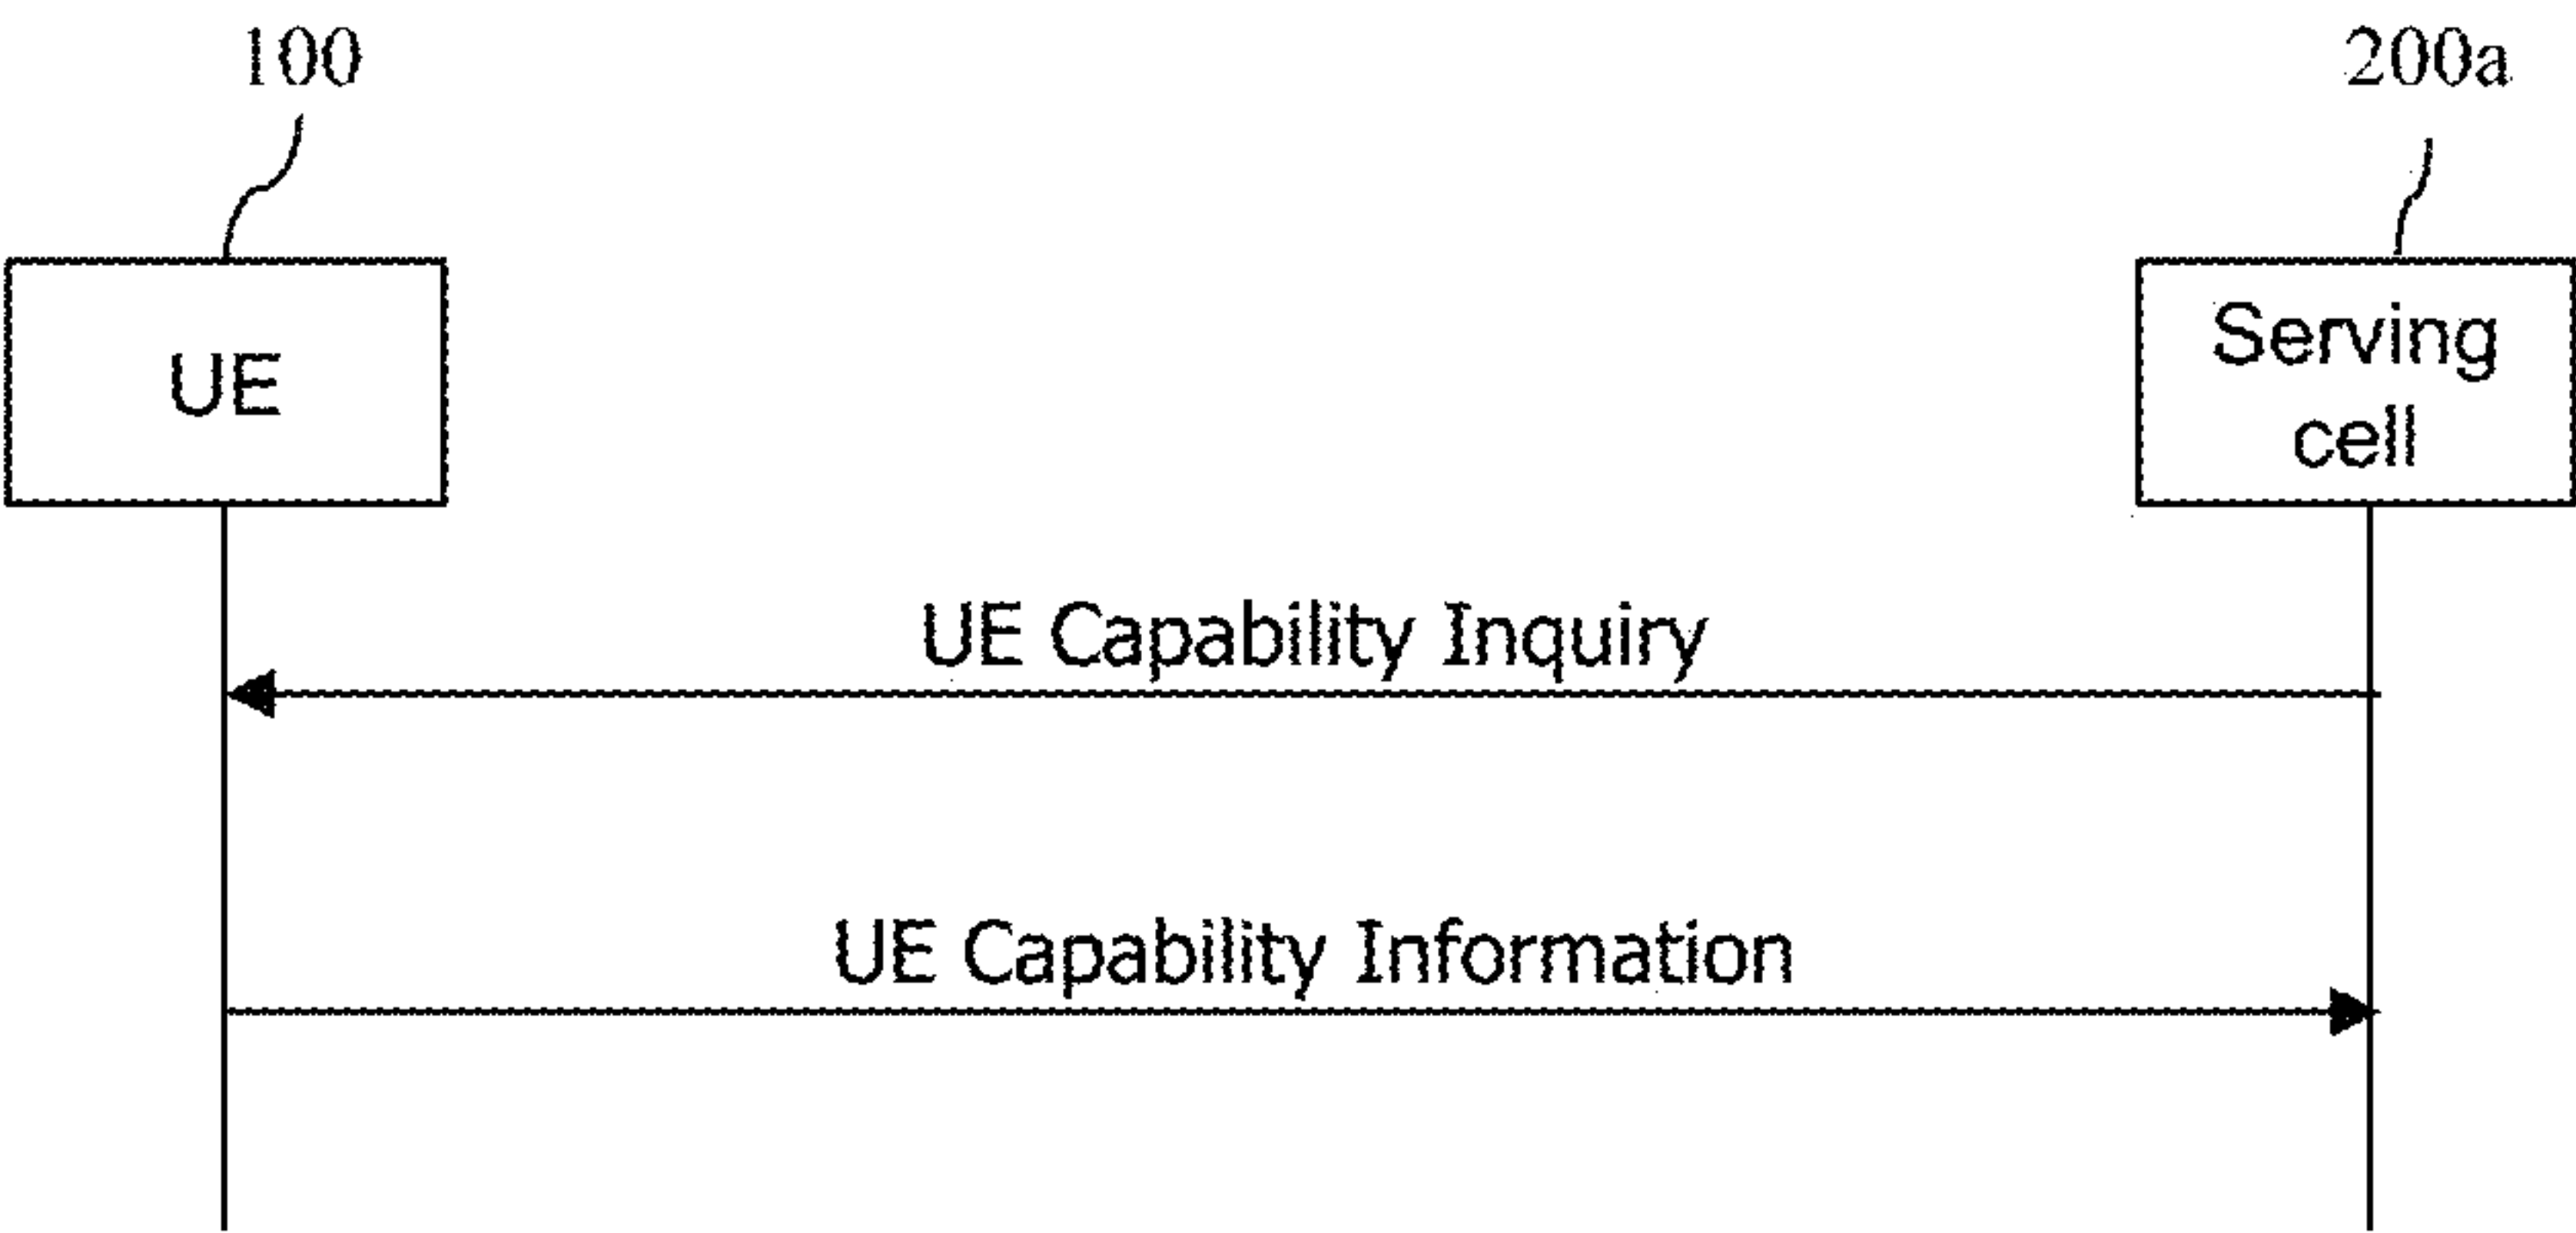 100
200a
UE
Serving
cell
UE Capability Inquiry
UE Capability Information